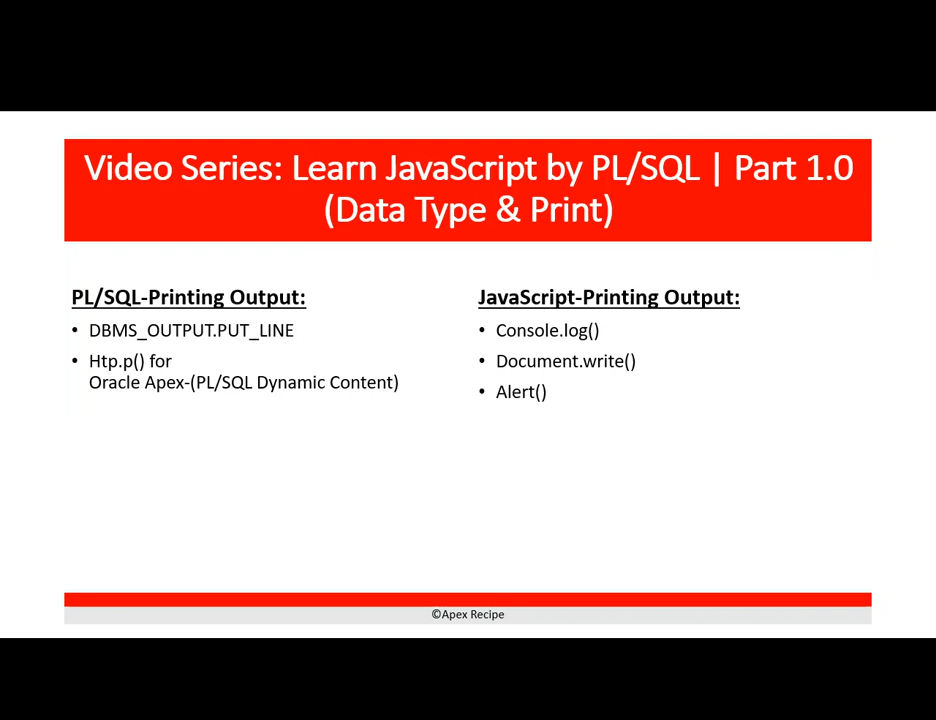 Video Series: Learn JavaScript by PL/SQL | Part 1.0
(Data Type & Print)
PL/SQL-Printing Output:
• DBMS_OUTPUT.PUT_LINE
• Htp.p() for
Oracle Apex-(PL/SQL Dynamic Content)
JavaScript-Printing Output:
• Console.log()
• Document.write()
• Alert()
©Apex Recipe